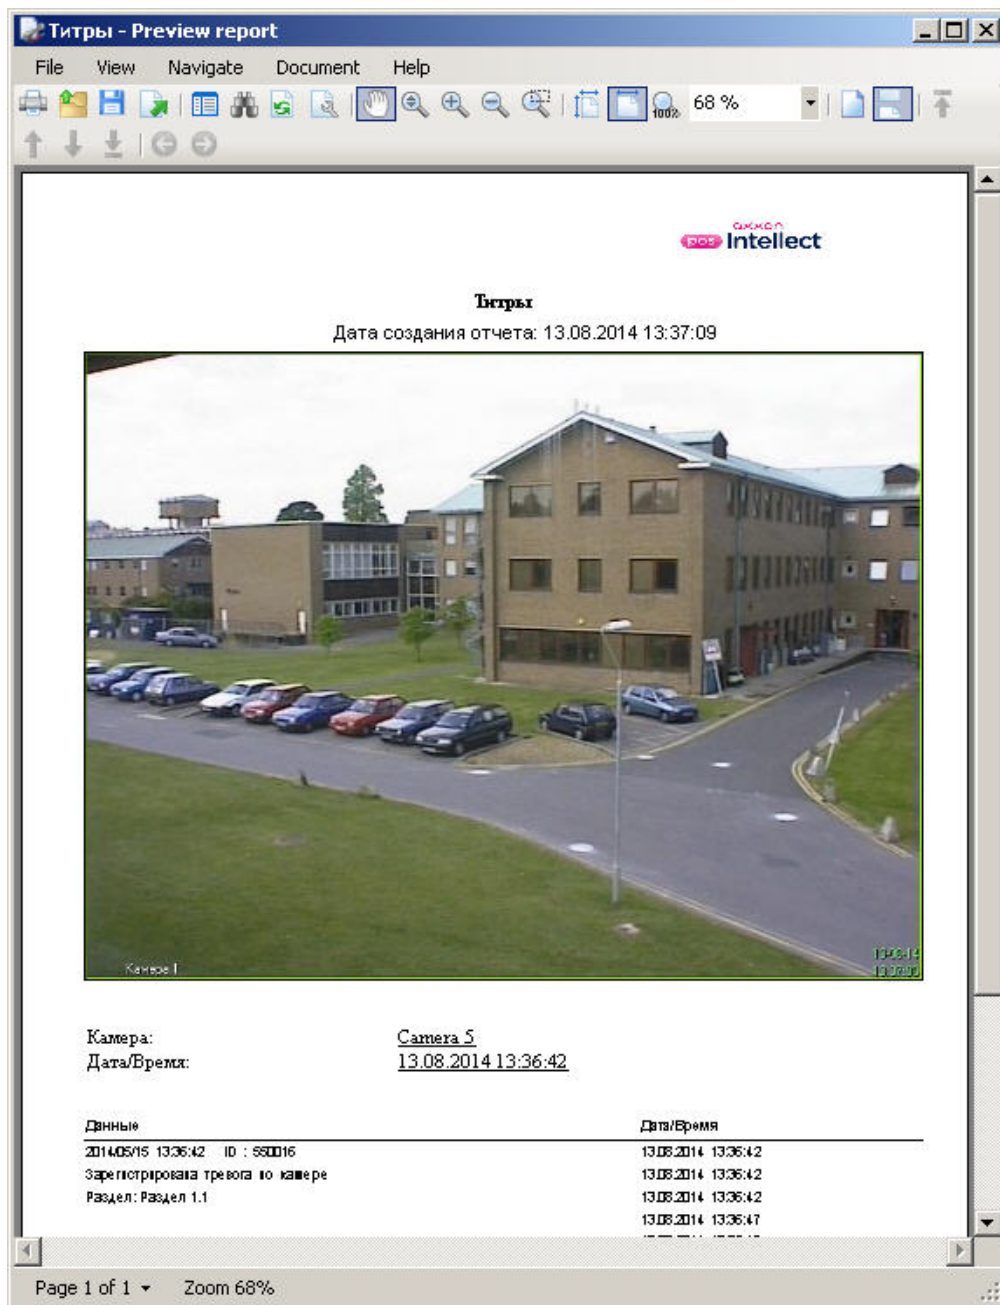 Титры - Preview report
File View Navigate Document Help
100% 68 %
axxon
pos Intellect
Титры
Дата создания отчета: 13.08.2014 13:37:09
Камера 1
Камера: Camera 5
Дата/Время: 13.08.2014 13:36:42
Данные Дата/Время
2014/05/15 13:36:42 ID : 550016 13.08.2014 13:36:42
Зарегистрирована тревога по камере 13.08.2014 13:36:42
Раздел: Раздел 1.1 13.08.2014 13:36:42
13.08.2014 13:36:47
Page 1 of 1 Zoom 68%